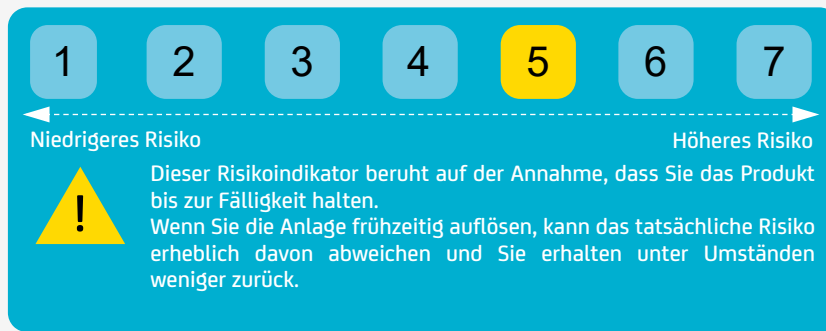 1 2 3 4 5 6 7
Niedrigeres Risiko Höheres Risiko
!
Dieser Risikoindikator beruht auf der Annahme, dass Sie das Produkt
bis zur Fälligkeit halten.
Wenn Sie die Anlage frühzeitig auflösen, kann das tatsächliche Risiko
erheblich davon abweichen und Sie erhalten unter Umständen
weniger zurück.